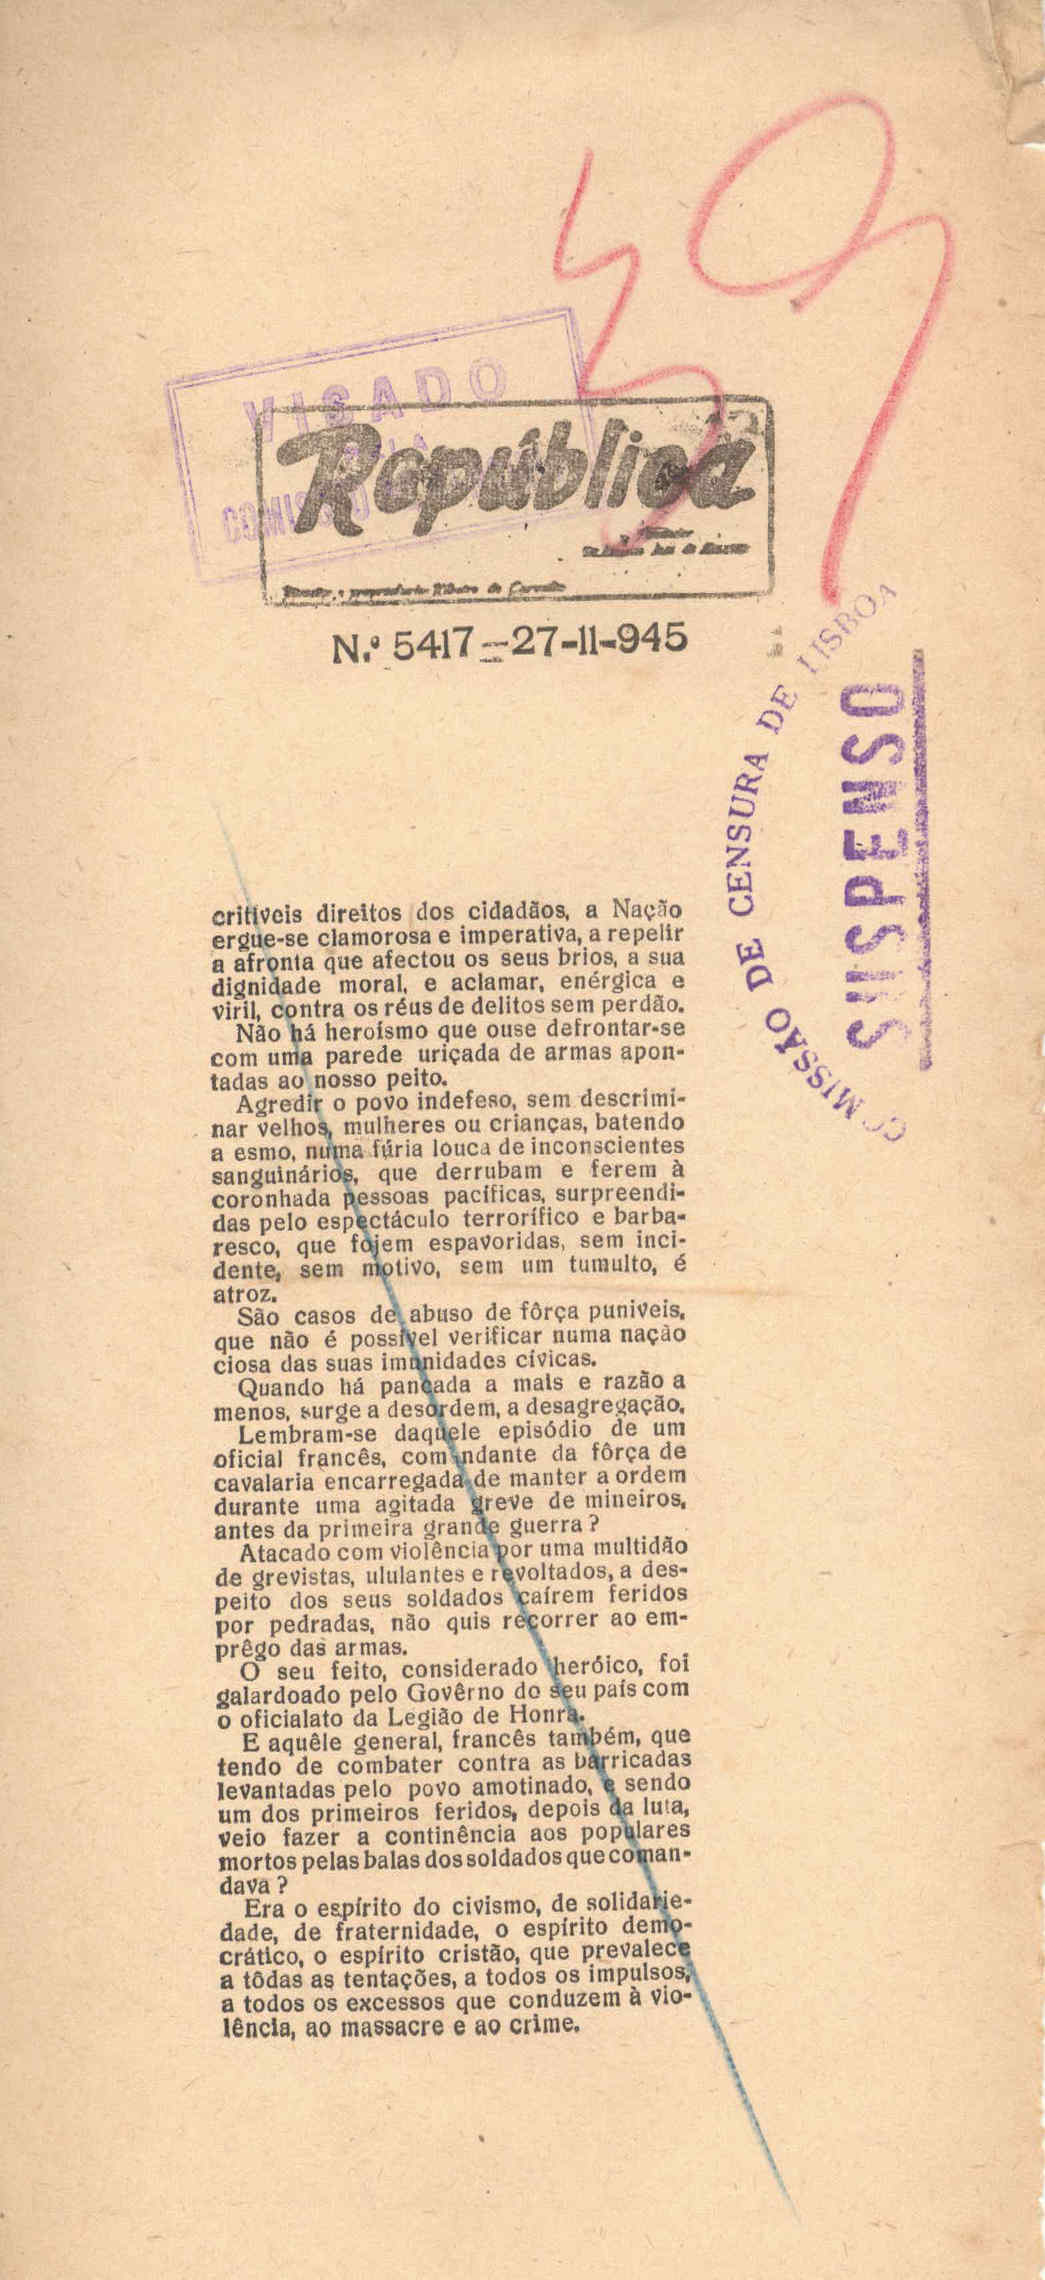 VISADO
COMISSÃO
República
Director e proprietario Ribeiro de Carvalho
N.º 5417—27-11-945
COMISSÃO DE CENSURA DE LISBOA
SUSPENSO
critiveis direitos dos cidadãos, a Nação
ergue-se clamorosa e imperativa, a repelir
a afronta que afectou os seus brios, a sua
dignidade moral, e aclamar, enérgica e
viril, contra os réus de delitos sem perdão.
Não há heroísmo que ouse defrontar-se
com uma parede uriçada de armas apon-
tadas ao nosso peito.
Agredir o povo indefeso, sem descrimi-
nar velhos, mulheres ou crianças, batendo
a esmo, numa fúria louca de inconscientes
sanguinários, que derrubam e ferem à
coronhada pessoas pacíficas, surpreendi-
das pelo espectáculo terrorífico e barba-
resco, que fojem espavoridas, sem inci-
dente, sem motivo, sem um tumulto, é
atroz.
São casos de abuso de fôrça puniveis,
que não é possível verificar numa nação
ciosa das suas imunidades cívicas.
Quando há pancada a mais e razão a
menos, surge a desordem, a desagregação.
Lembram-se daquele episódio de um
oficial francês, comandante da fôrça de
cavalaria encarregada de manter a ordem
durante uma agitada greve de mineiros,
antes da primeira grande guerra?
Atacado com violência por uma multidão
de grevistas, ululantes e revoltados, a des-
peito dos seus soldados caírem feridos
por pedradas, não quis recorrer ao em-
prêgo das armas.
O seu feito, considerado heróico, foi
galardoado pelo Govêrno do seu país com
o oficialato da Legião de Honra.
E aquêle general, francês também, que
tendo de combater contra as barricadas
levantadas pelo povo amotinado, e sendo
um dos primeiros feridos, depois da luta,
veio fazer a continência aos populares
mortos pelas balas dos soldados que coman-
dava?
Era o espírito do civismo, de solidarie-
dade, de fraternidade, o espírito demo-
crático, o espírito cristão, que prevalece
a tôdas as tentações, a todos os impulsos,
a todos os excessos que conduzem à vio-
lência, ao massacre e ao crime.